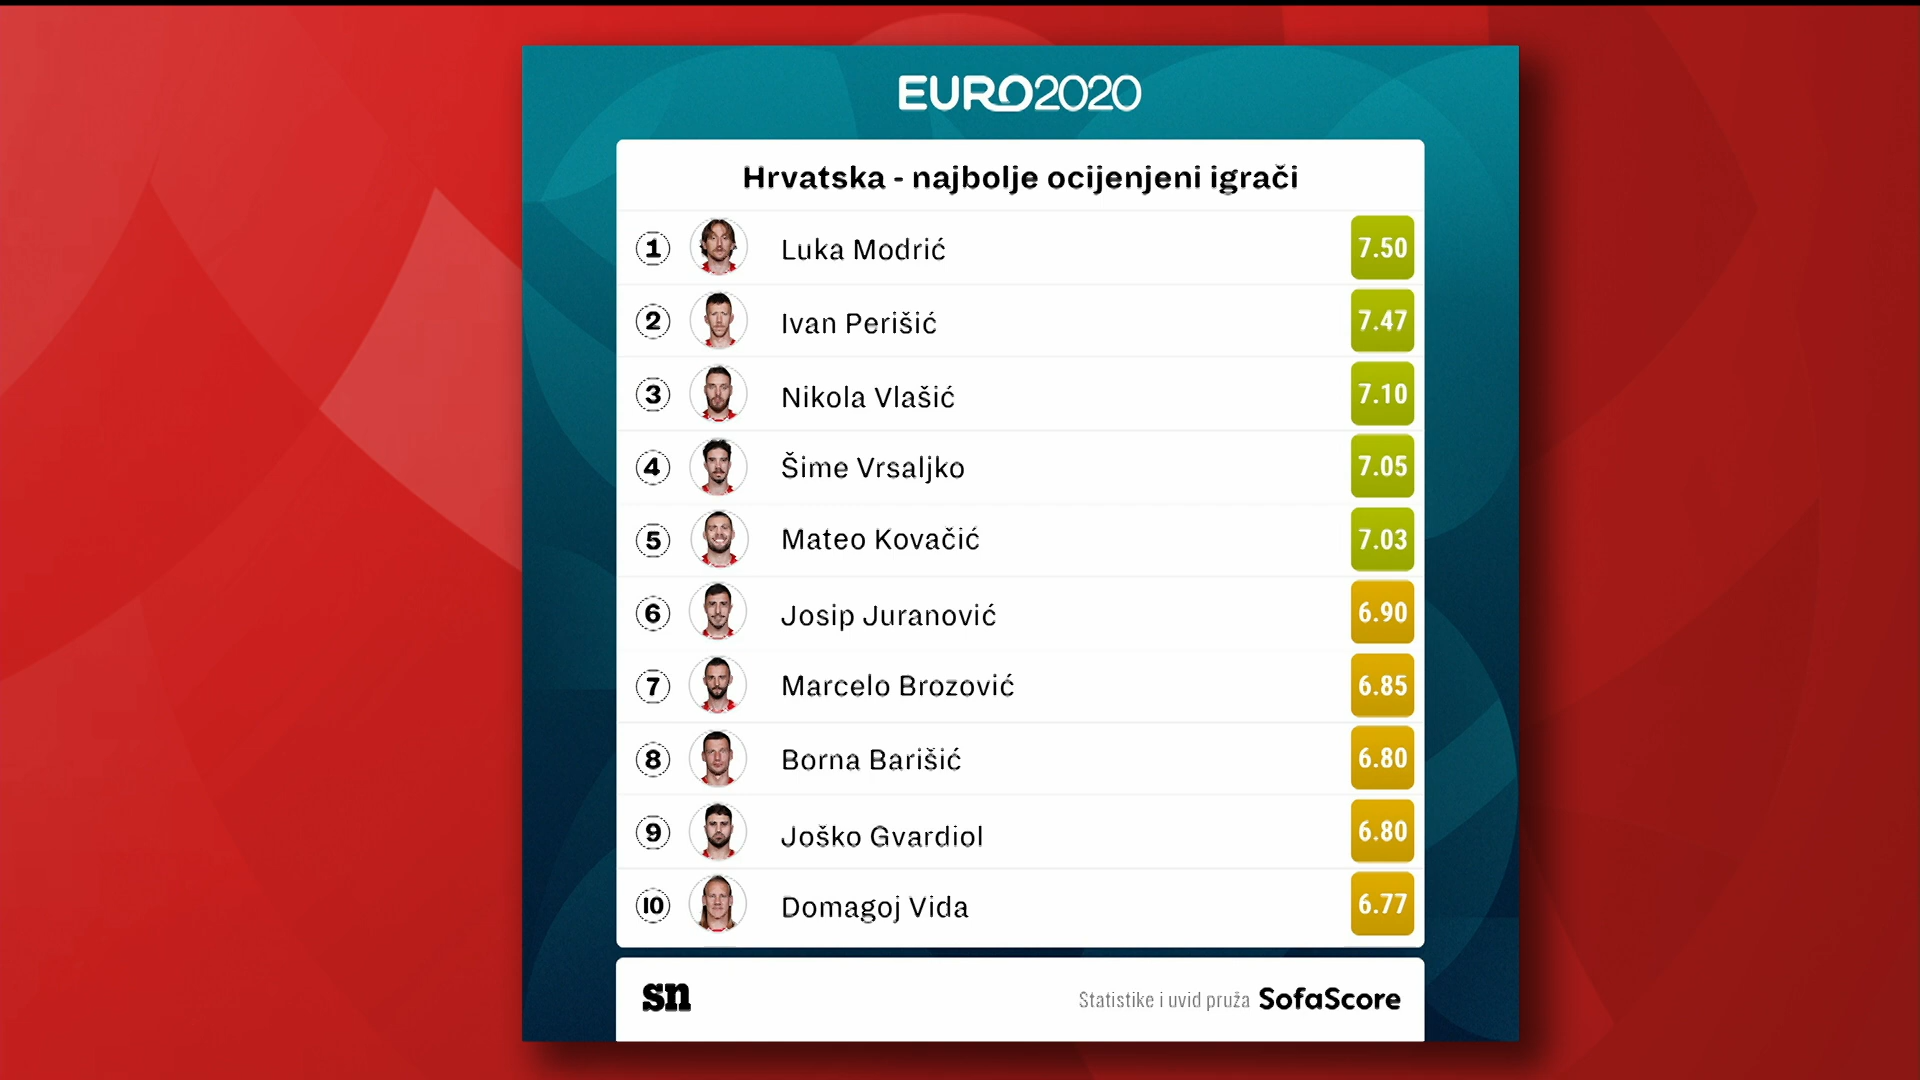 EURO2020
Hrvatska - najbolje ocijenjeni igrači
1 Luka Modrić 7.50
2 Ivan Perišić 7.47
3 Nikola Vlašić 7.10
4 Šime Vrsaljko 7.05
5 Mateo Kovačić 7.03
6 Josip Juranović 6.90
7 Marcelo Brozović 6.85
8 Borna Barišić 6.80
9 Joško Gvardiol 6.80
10 Domagoj Vida 6.77
sn Statistike i uvid pruža SofaScore